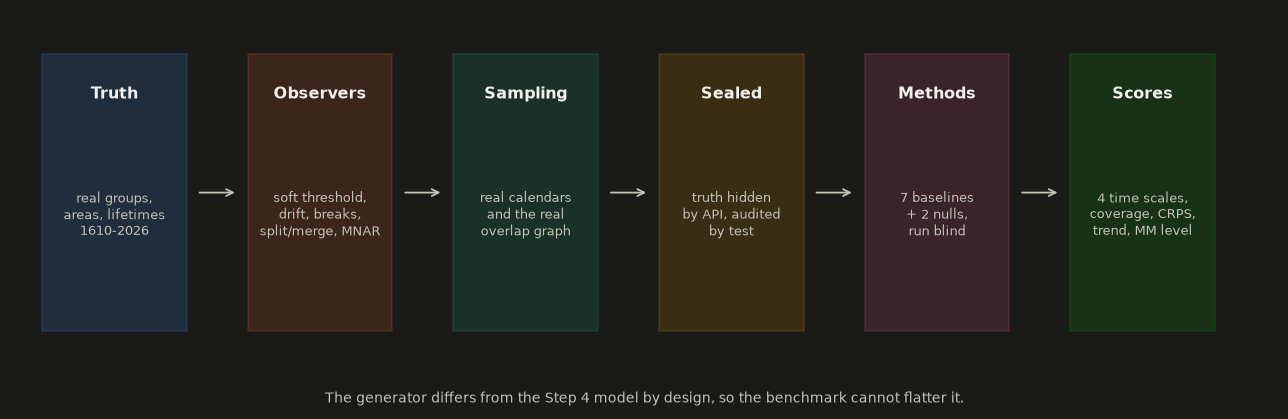 Truth
real groups,
areas, lifetimes
1610-2026
Observers
soft threshold,
drift, breaks,
split/merge, MNAR
Sampling
real calendars
and the real
overlap graph
Sealed
truth hidden
by API, audited
by test
Methods
7 baselines
+ 2 nulls,
run blind
Scores
4 time scales,
coverage, CRPS,
trend, MM level
The generator differs from the Step 4 model by design, so the benchmark cannot flatter it.